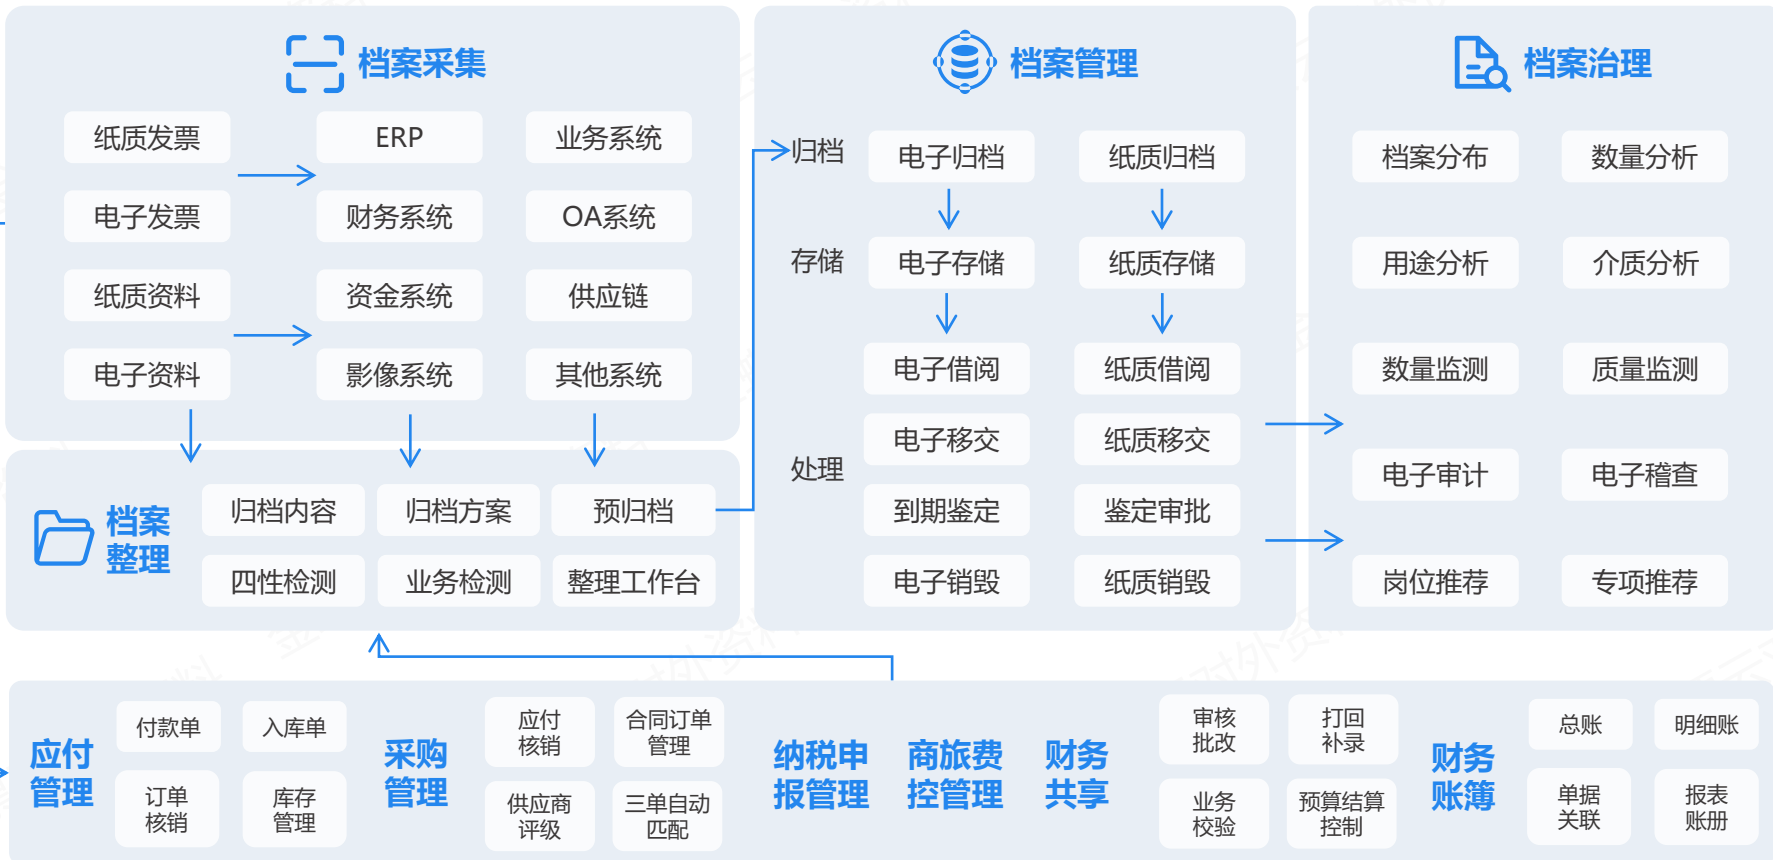 档案采集
纸质发票
ERP
业务系统
电子发票
财务系统
OA系统
纸质资料
资金系统
供应链
电子资料
影像系统
其他系统
档案
整理
归档内容
归档方案
预归档
四性检测
业务检测
整理工作台
档案管理
归档
电子归档
纸质归档
存储
电子存储
纸质存储
处理
电子借阅
纸质借阅
电子移交
纸质移交
到期鉴定
鉴定审批
电子销毁
纸质销毁
档案治理
档案分布
数量分析
用途分析
介质分析
数量监测
质量监测
电子审计
电子稽查
岗位推荐
专项推荐
应付
管理
付款单
入库单
订单
核销
库存
管理
采购
管理
应付
核销
合同订单
管理
供应商
评级
三单自动
匹配
纳税申
报管理
商旅费
控管理
财务
共享
审核
批改
打回
补录
业务
校验
预算结算
控制
财务
账簿
总账
明细账
单据
关联
报表
账册